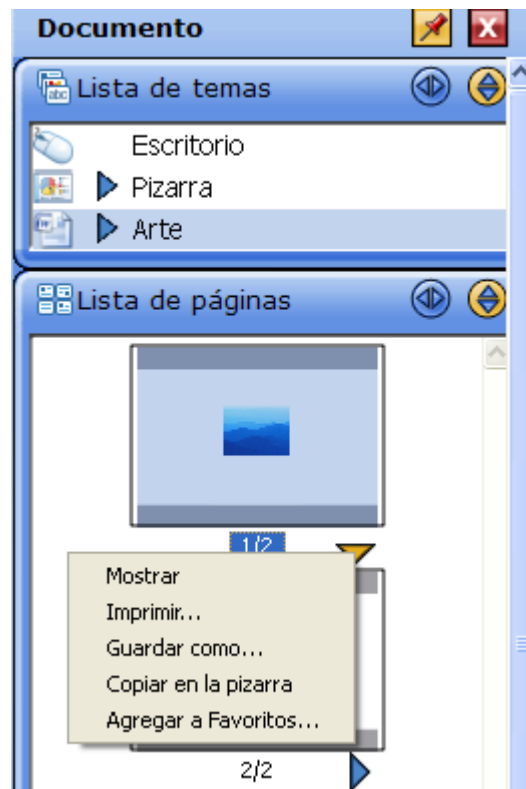 Documento
Lista de temas
Escritorio
Pizarra
Arte
Lista de páginas
1/2
Mostrar
Imprimir...
Guardar como...
Copiar en la pizarra
Agregar a Favoritos...
2/2